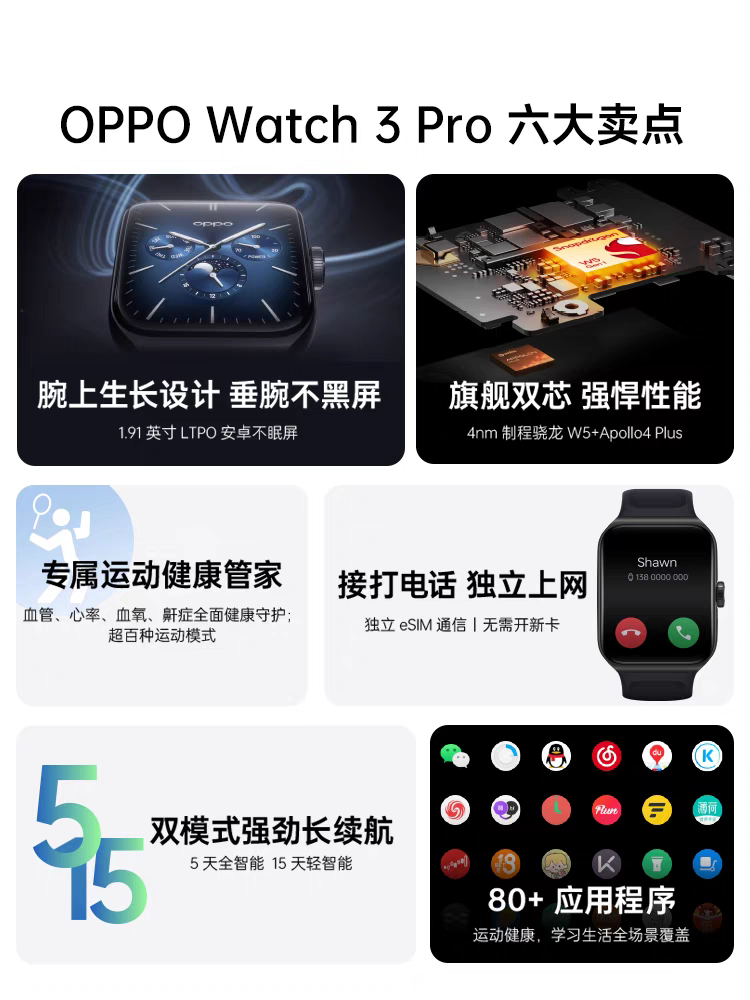 OPPO Watch 3 Pro 六大卖点
oppo
腕上生长设计 垂腕不黑屏
1.91 英寸 LTPO 安卓不眠屏
Snapdragon
W5
Gen 1
旗舰双芯 强悍性能
4nm 制程骁龙 W5+Apollo4 Plus
专属运动健康管家
血管、心率、血氧、鼾症全面健康守护；
超百种运动模式
接打电话 独立上网
独立 eSIM 通信丨无需开新卡
Shawn
138 0000 000
5
15
双模式强劲长续航
5 天全智能 15 天轻智能
du
K
Run
薄荷
80+ 应用程序
运动健康，学习生活全场景覆盖